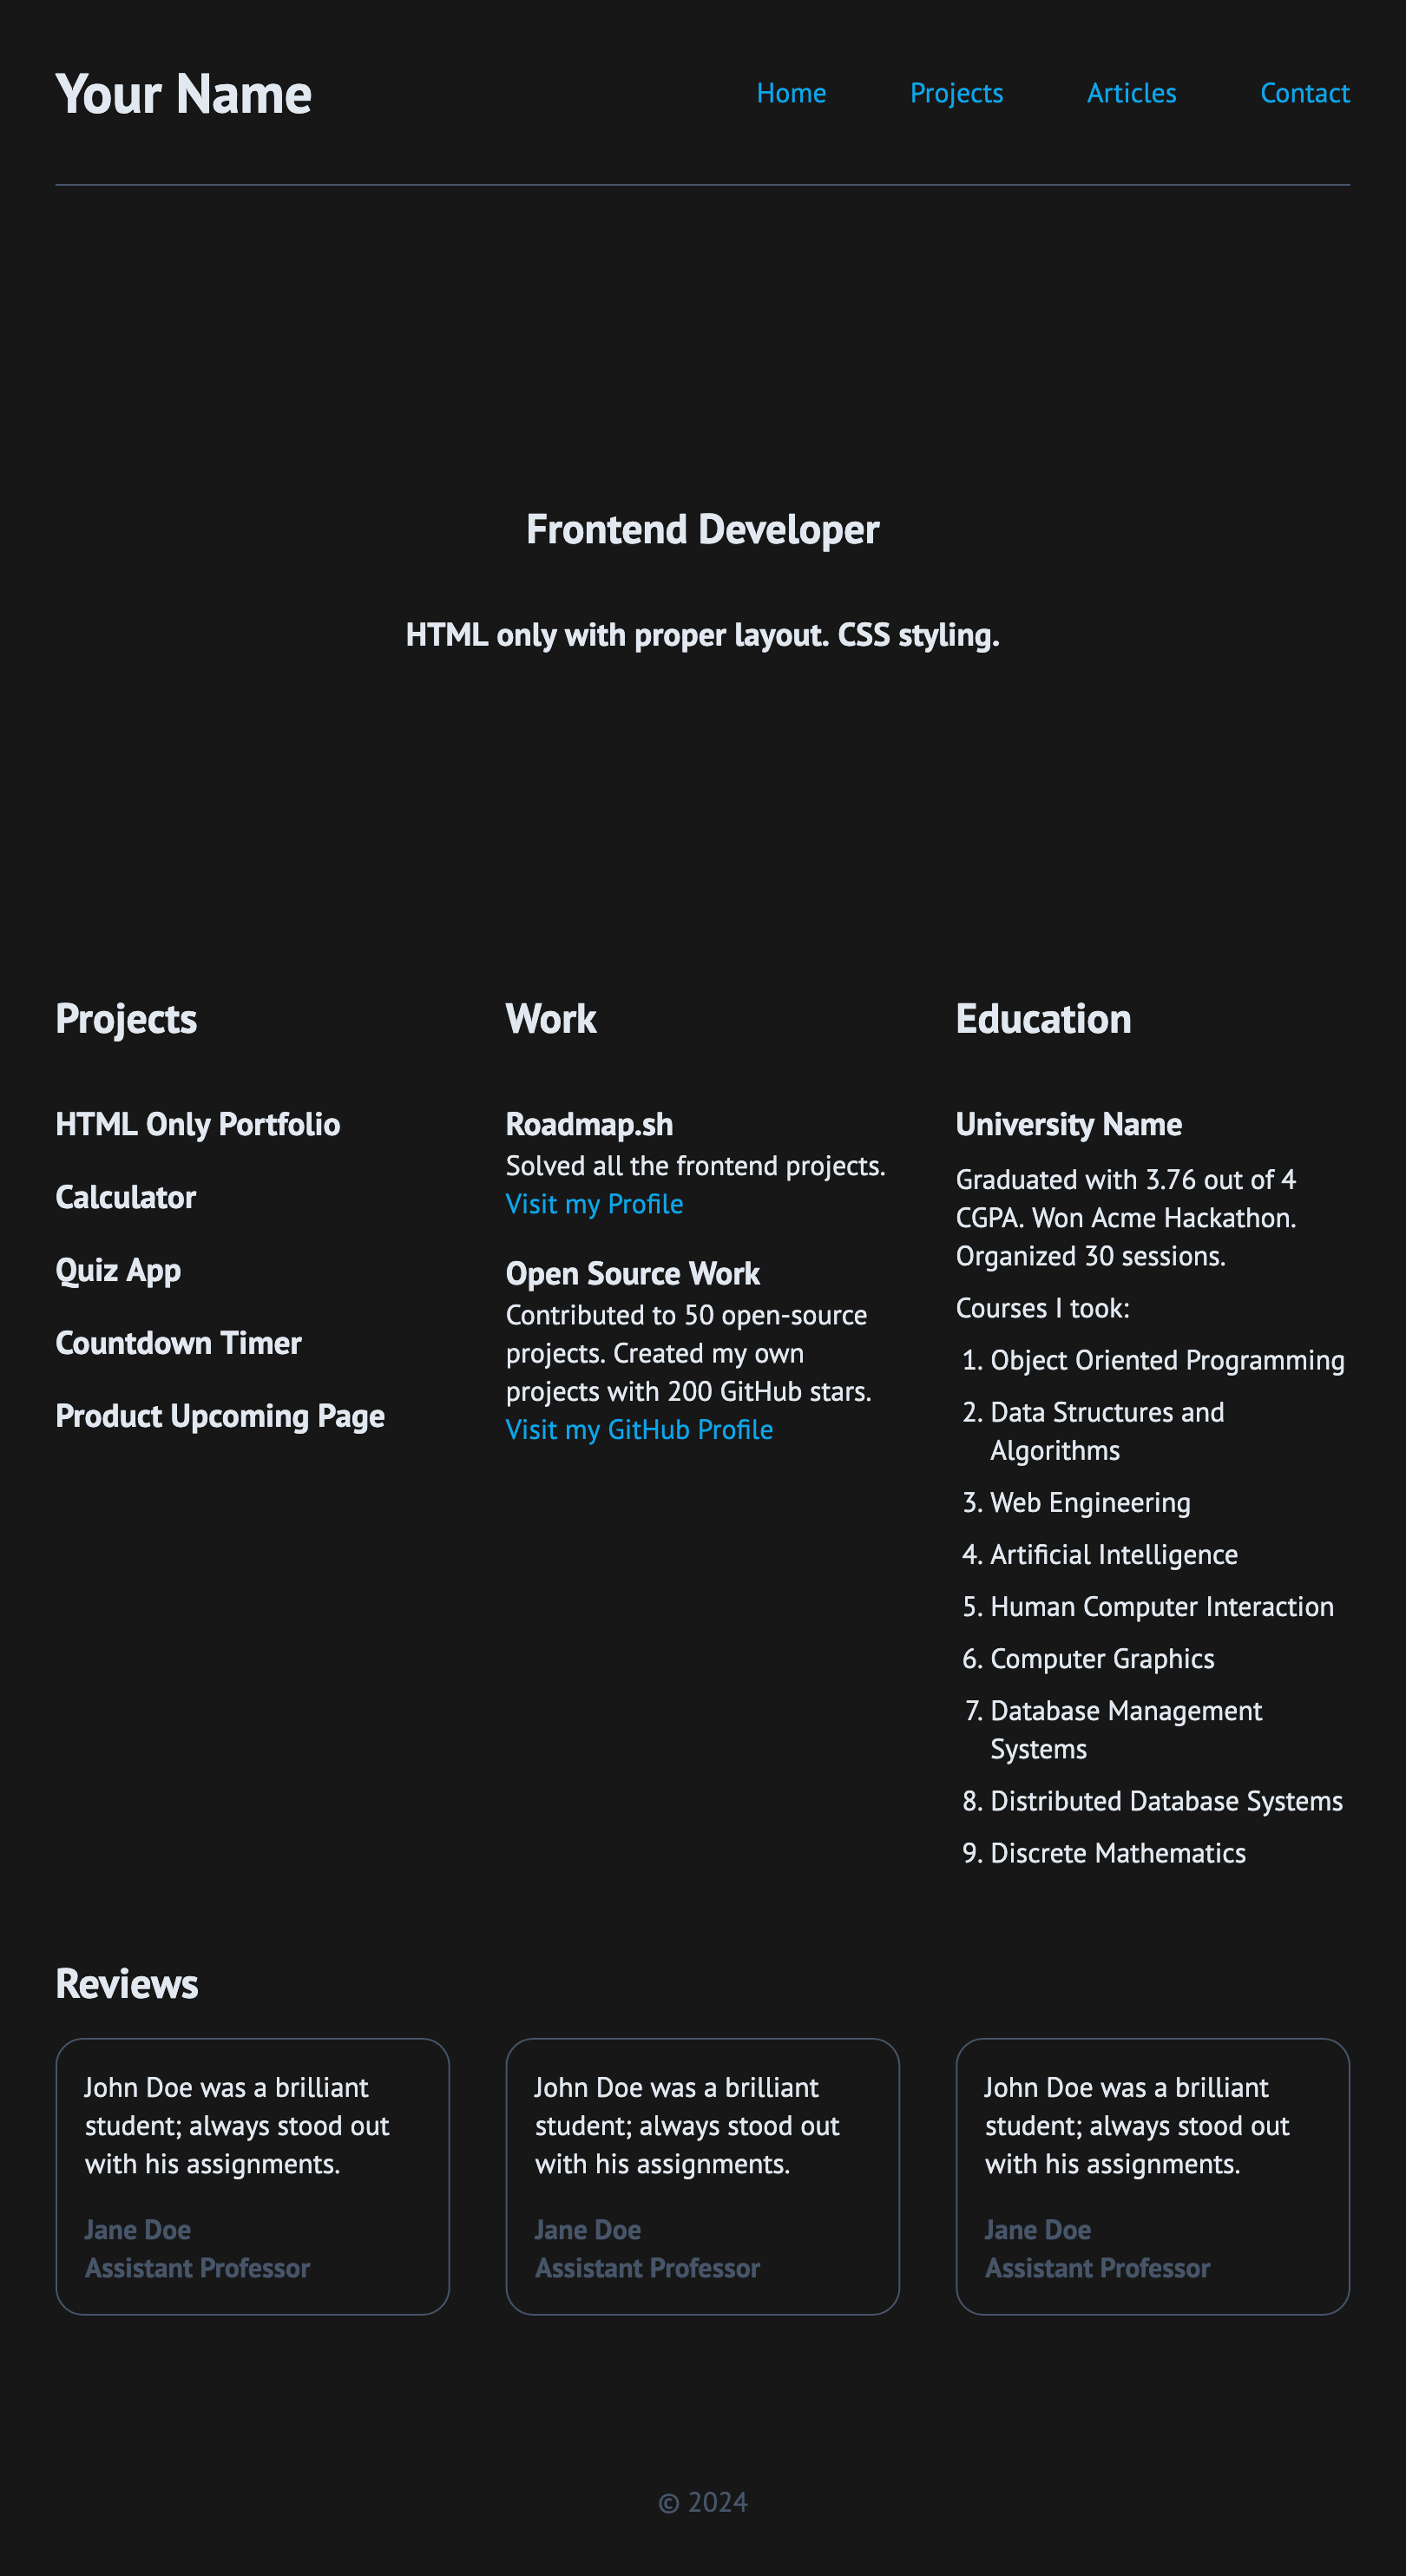 Your Name
Home Projects Articles Contact
Frontend Developer
HTML only with proper layout. CSS styling.
Projects
HTML Only Portfolio
Calculator
Quiz App
Countdown Timer
Product Upcoming Page
Work
Roadmap.sh
Solved all the frontend projects.
Visit my Profile
Open Source Work
Contributed to 50 open-source
projects. Created my own
projects with 200 GitHub stars.
Visit my GitHub Profile
Education
University Name
Graduated with 3.76 out of 4
CGPA. Won Acme Hackathon.
Organized 30 sessions.
Courses I took:
1. Object Oriented Programming
2. Data Structures and
Algorithms
3. Web Engineering
4. Artificial Intelligence
5. Human Computer Interaction
6. Computer Graphics
7. Database Management
Systems
8. Distributed Database Systems
9. Discrete Mathematics
Reviews
John Doe was a brilliant
student; always stood out
with his assignments.
Jane Doe
Assistant Professor
John Doe was a brilliant
student; always stood out
with his assignments.
Jane Doe
Assistant Professor
John Doe was a brilliant
student; always stood out
with his assignments.
Jane Doe
Assistant Professor
© 2024